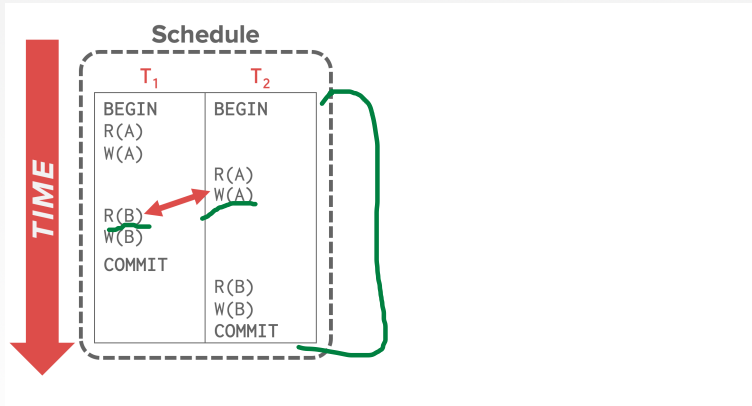 Schedule
T1 T2
BEGIN BEGIN
R(A)
W(A)
R(A)
W(A)
R(B)
W(B)
COMMIT
R(B)
W(B)
COMMIT
TIME